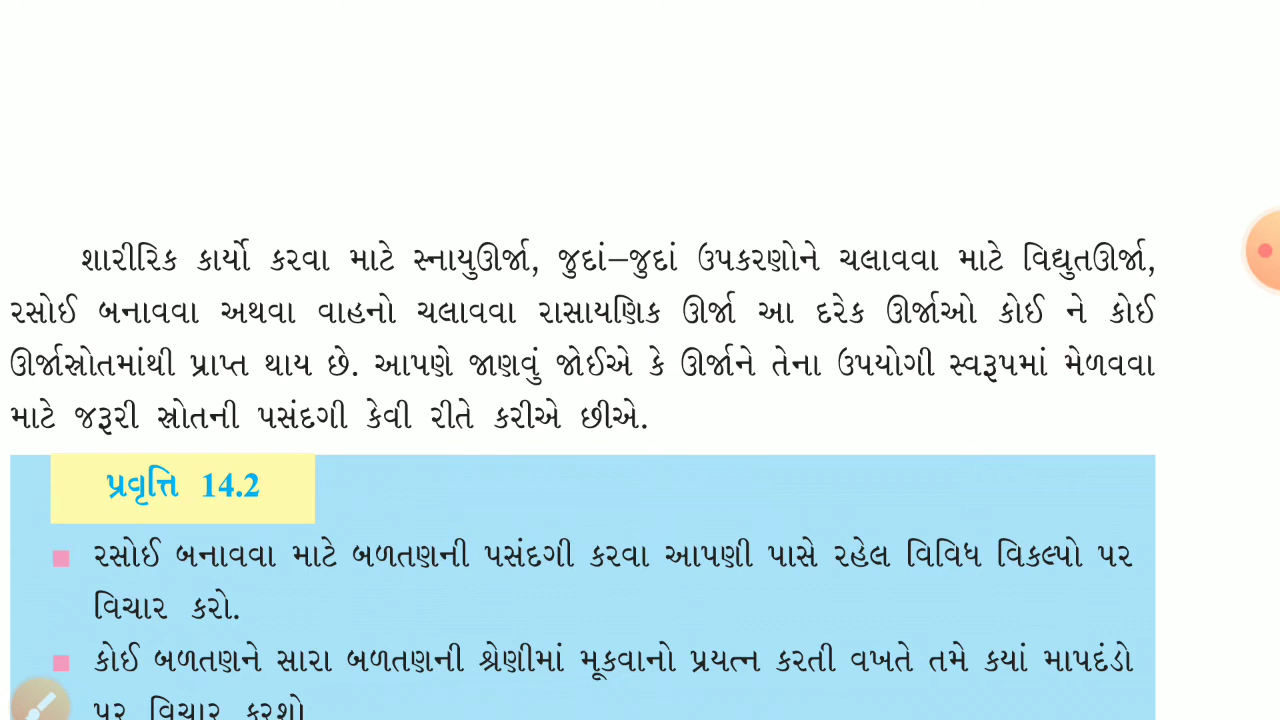 શારીરિક કાર્યો કરવા માટે સ્નાયુઊર્જા, જુદાં–જુદાં ઉપકરણોને ચલાવવા માટે વિદ્યુતઊર્જા,
રસોઈ બનાવવા અથવા વાહનો ચલાવવા રાસાયણિક ઊર્જા આ દરેક ઊર્જાઓ કોઈ ને કોઈ
ઊર્જાસ્રોતમાંથી પ્રાપ્ત થાય છે. આપણે જાણવું જોઈએ કે ઊર્જાને તેના ઉપયોગી સ્વરૂપમાં મેળવવા
માટે જરૂરી સ્રોતની પસંદગી કેવી રીતે કરીએ છીએ.
પ્રવૃત્તિ 14.2
રસોઈ બનાવવા માટે બળતણની પસંદગી કરવા આપણી પાસે રહેલ વિવિધ વિકલ્પો પર
વિચાર કરો.
કોઈ બળતણને સારા બળતણની શ્રેણીમાં મૂકવાનો પ્રયત્ન કરતી વખતે તમે કયાં માપદંડો
પર વિચાર કરશો